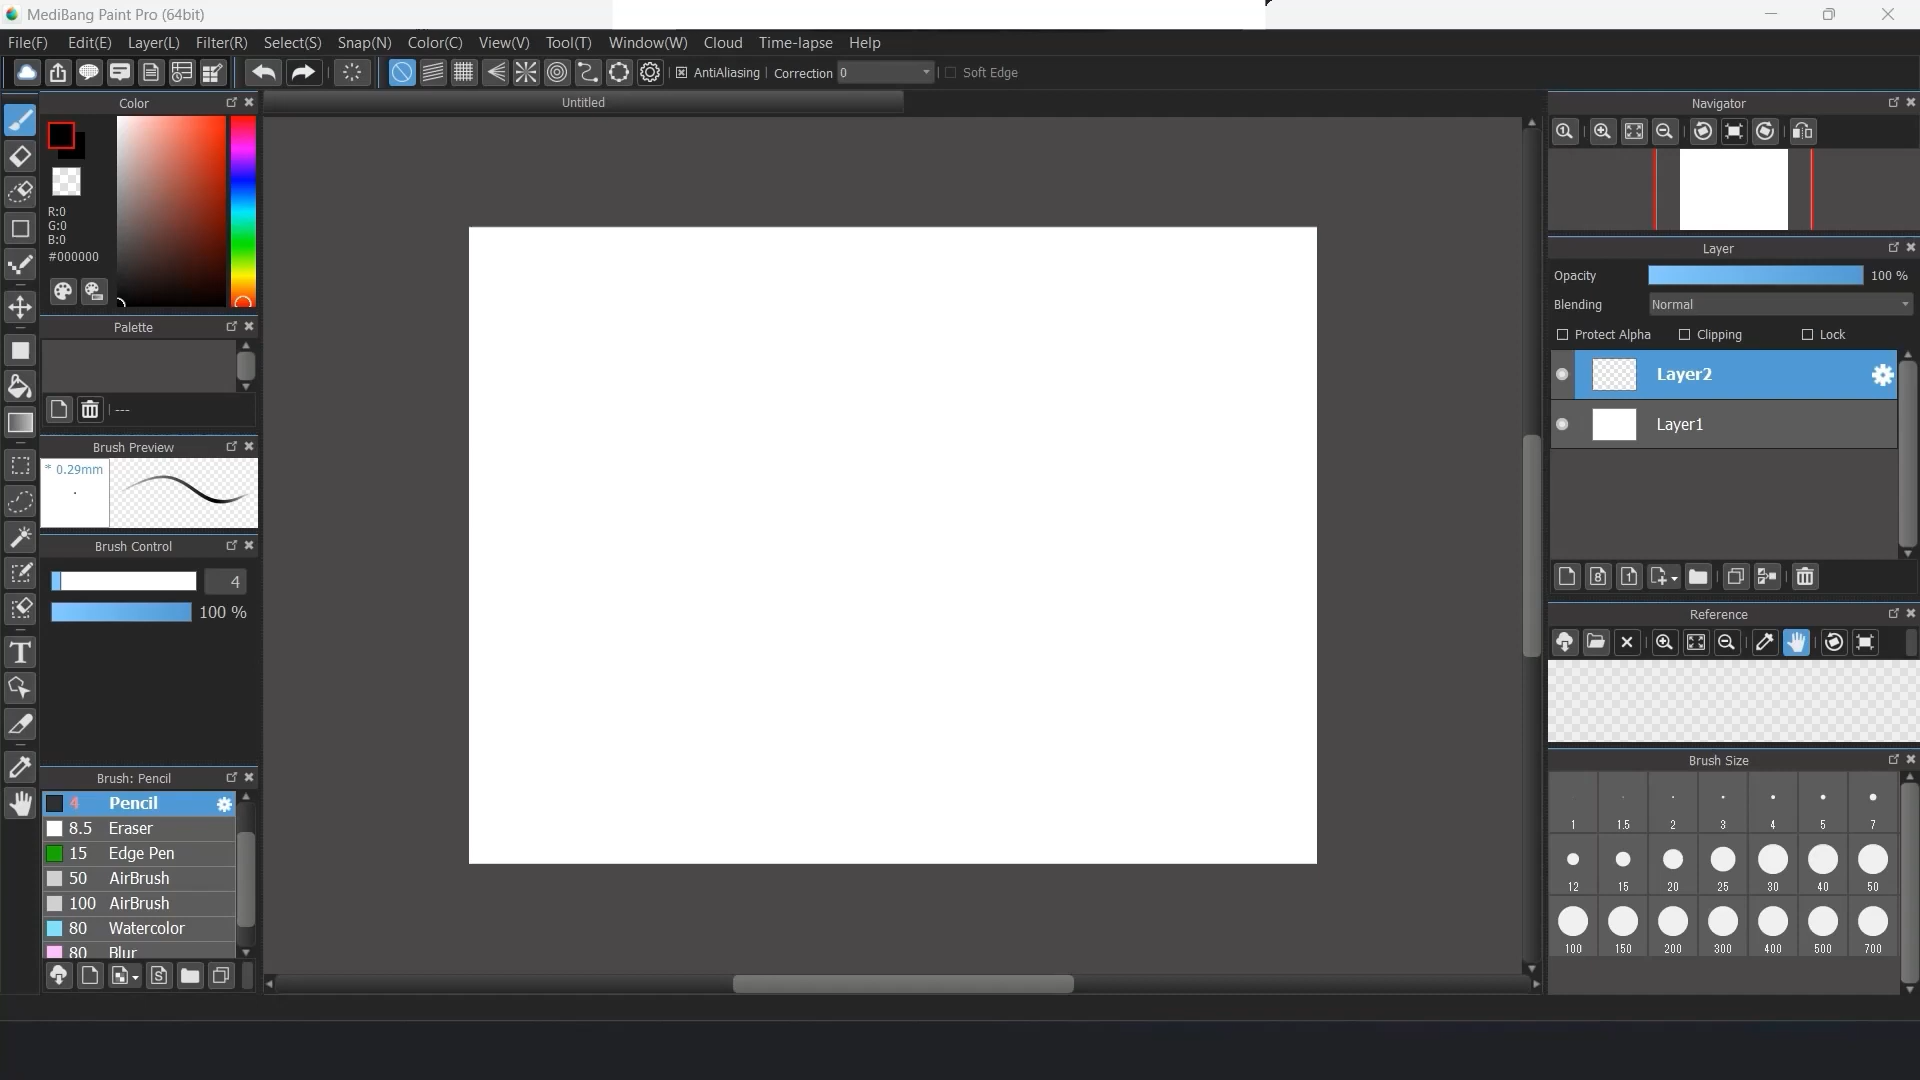 MediBang Paint Pro (64bit)
File(F) Edit(E) Layer(L) Filter(R) Select(S) Snap(N) Color(C) View(V) Tool(T) Window(W) Cloud Time-lapse Help
AntiAliasing Correction 0 Soft Edge
Color
Untitled
Navigator
R:0
G:0
B:0
#000000
Layer
Opacity 100 %
Blending Normal
Protect Alpha Clipping Lock
Layer2
Layer1
Palette
---
Brush Preview
* 0.29mm
Brush Control
4
100 %
Reference
Brush Size
1 1.5 2 3 4 5 7
12 15 20 25 30 40 50
100 150 200 300 400 500 700
Brush: Pencil
4 Pencil
8.5 Eraser
15 Edge Pen
50 AirBrush
100 AirBrush
80 Watercolor
80 Blur